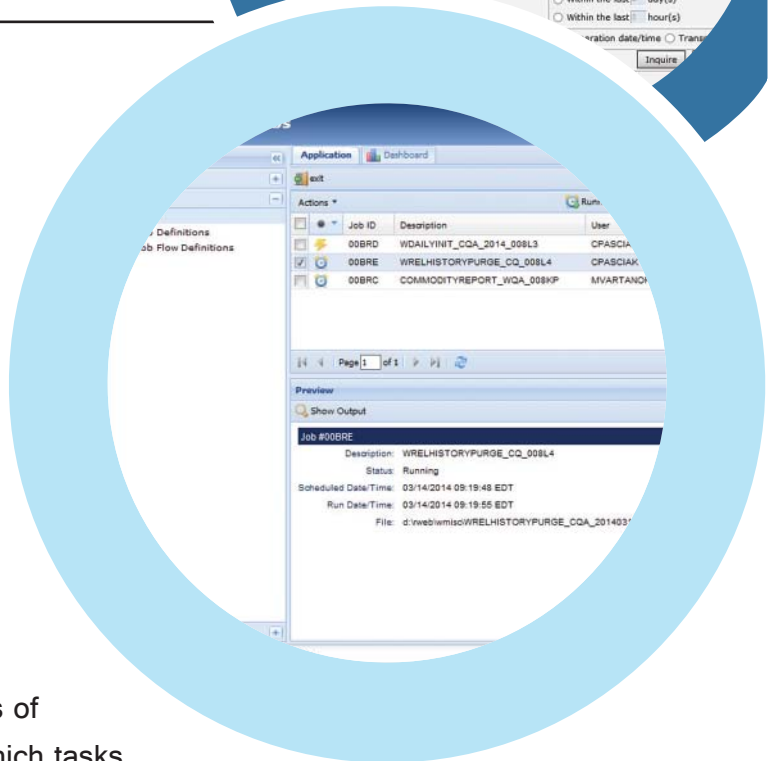 Within the last day(s)
Within the last hour(s)
eration date/time Trans
Inquire
Application Dashboard
exit
Actions
Definitions
ob Flow Definitions
Job ID Description User
00BRD WDAILYINIT_CQA_2014_008L3 CPASCIA
00BRE WRELHISTORYPURGE_CQ_008L4 CPASCIAK
00BRC COMMODITYREPORT_WQA_008KP MVARTANO
Page 1 of 1
Preview
Show Output
Job #00BRE
Description: WRELHISTORYPURGE_CQ_008L4
Status: Running
Scheduled Date/Time: 03/14/2014 09:19:48 EDT
Run Date/Time: 03/14/2014 09:19:55 EDT
File: d:\rweb\wmisc\WRELHISTORYPURGE_CQA_201403
s of
hich tasks